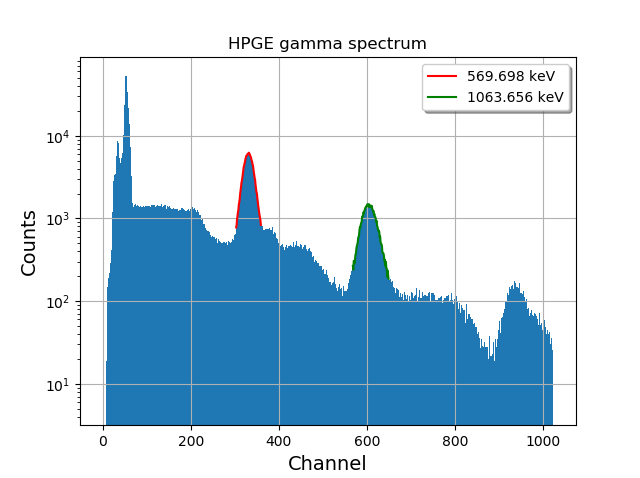 HPGE gamma spectrum
569.698 keV
1063.656 keV
Counts
10⁴
10³
10²
10¹
0 200 400 600 800 1000
Channel